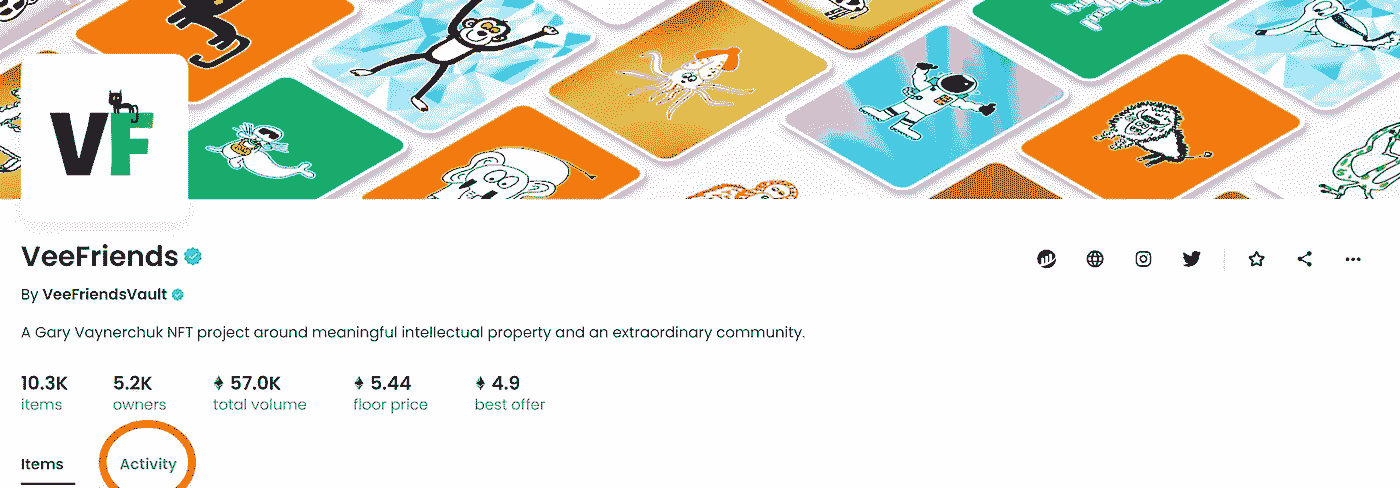 VF
VeeFriends
By VeeFriendsVault
A Gary Vaynerchuk NFT project around meaningful intellectual property and an extraordinary community.
10.3K 5.2K 57.0K 5.44 4.9
items owners total volume floor price best offer
Items Activity